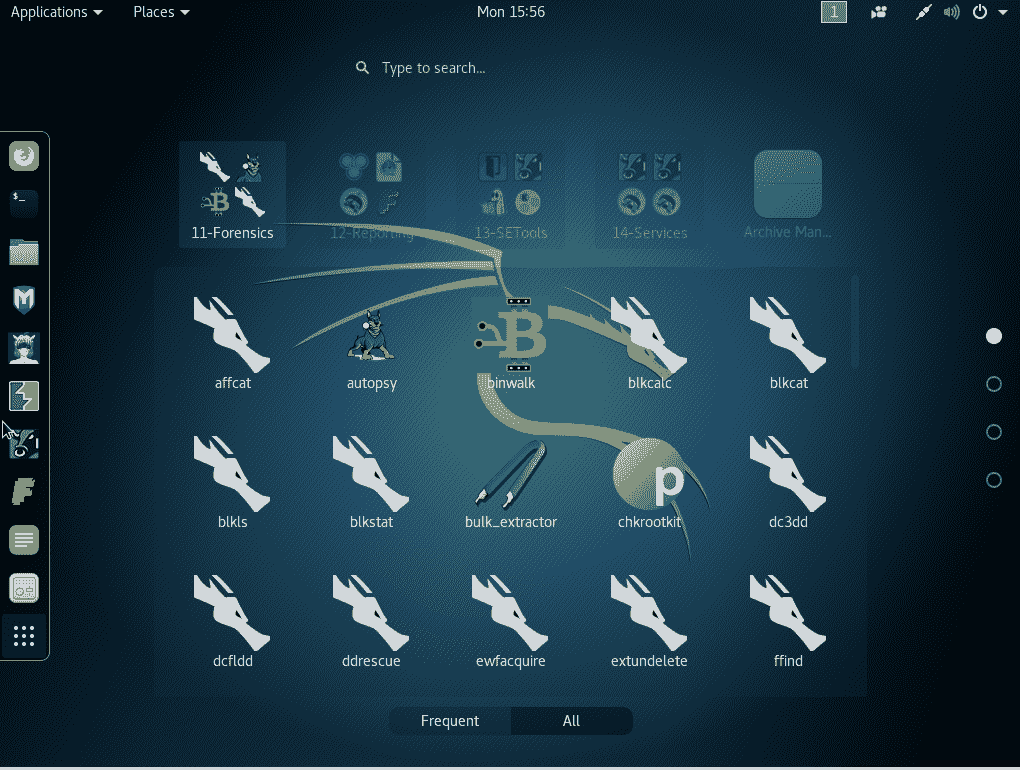 Applications Places Mon 15:56 1
Type to search...
11-Forensics 12-Reporting 13-SETools 14-Services Archive Man...
affcat autopsy binwalk blkcalc blkcat
blkls blkstat bulk_extractor chkrootkit dc3dd
dcfldd ddrescue ewfacquire extundelete ffind
Frequent All